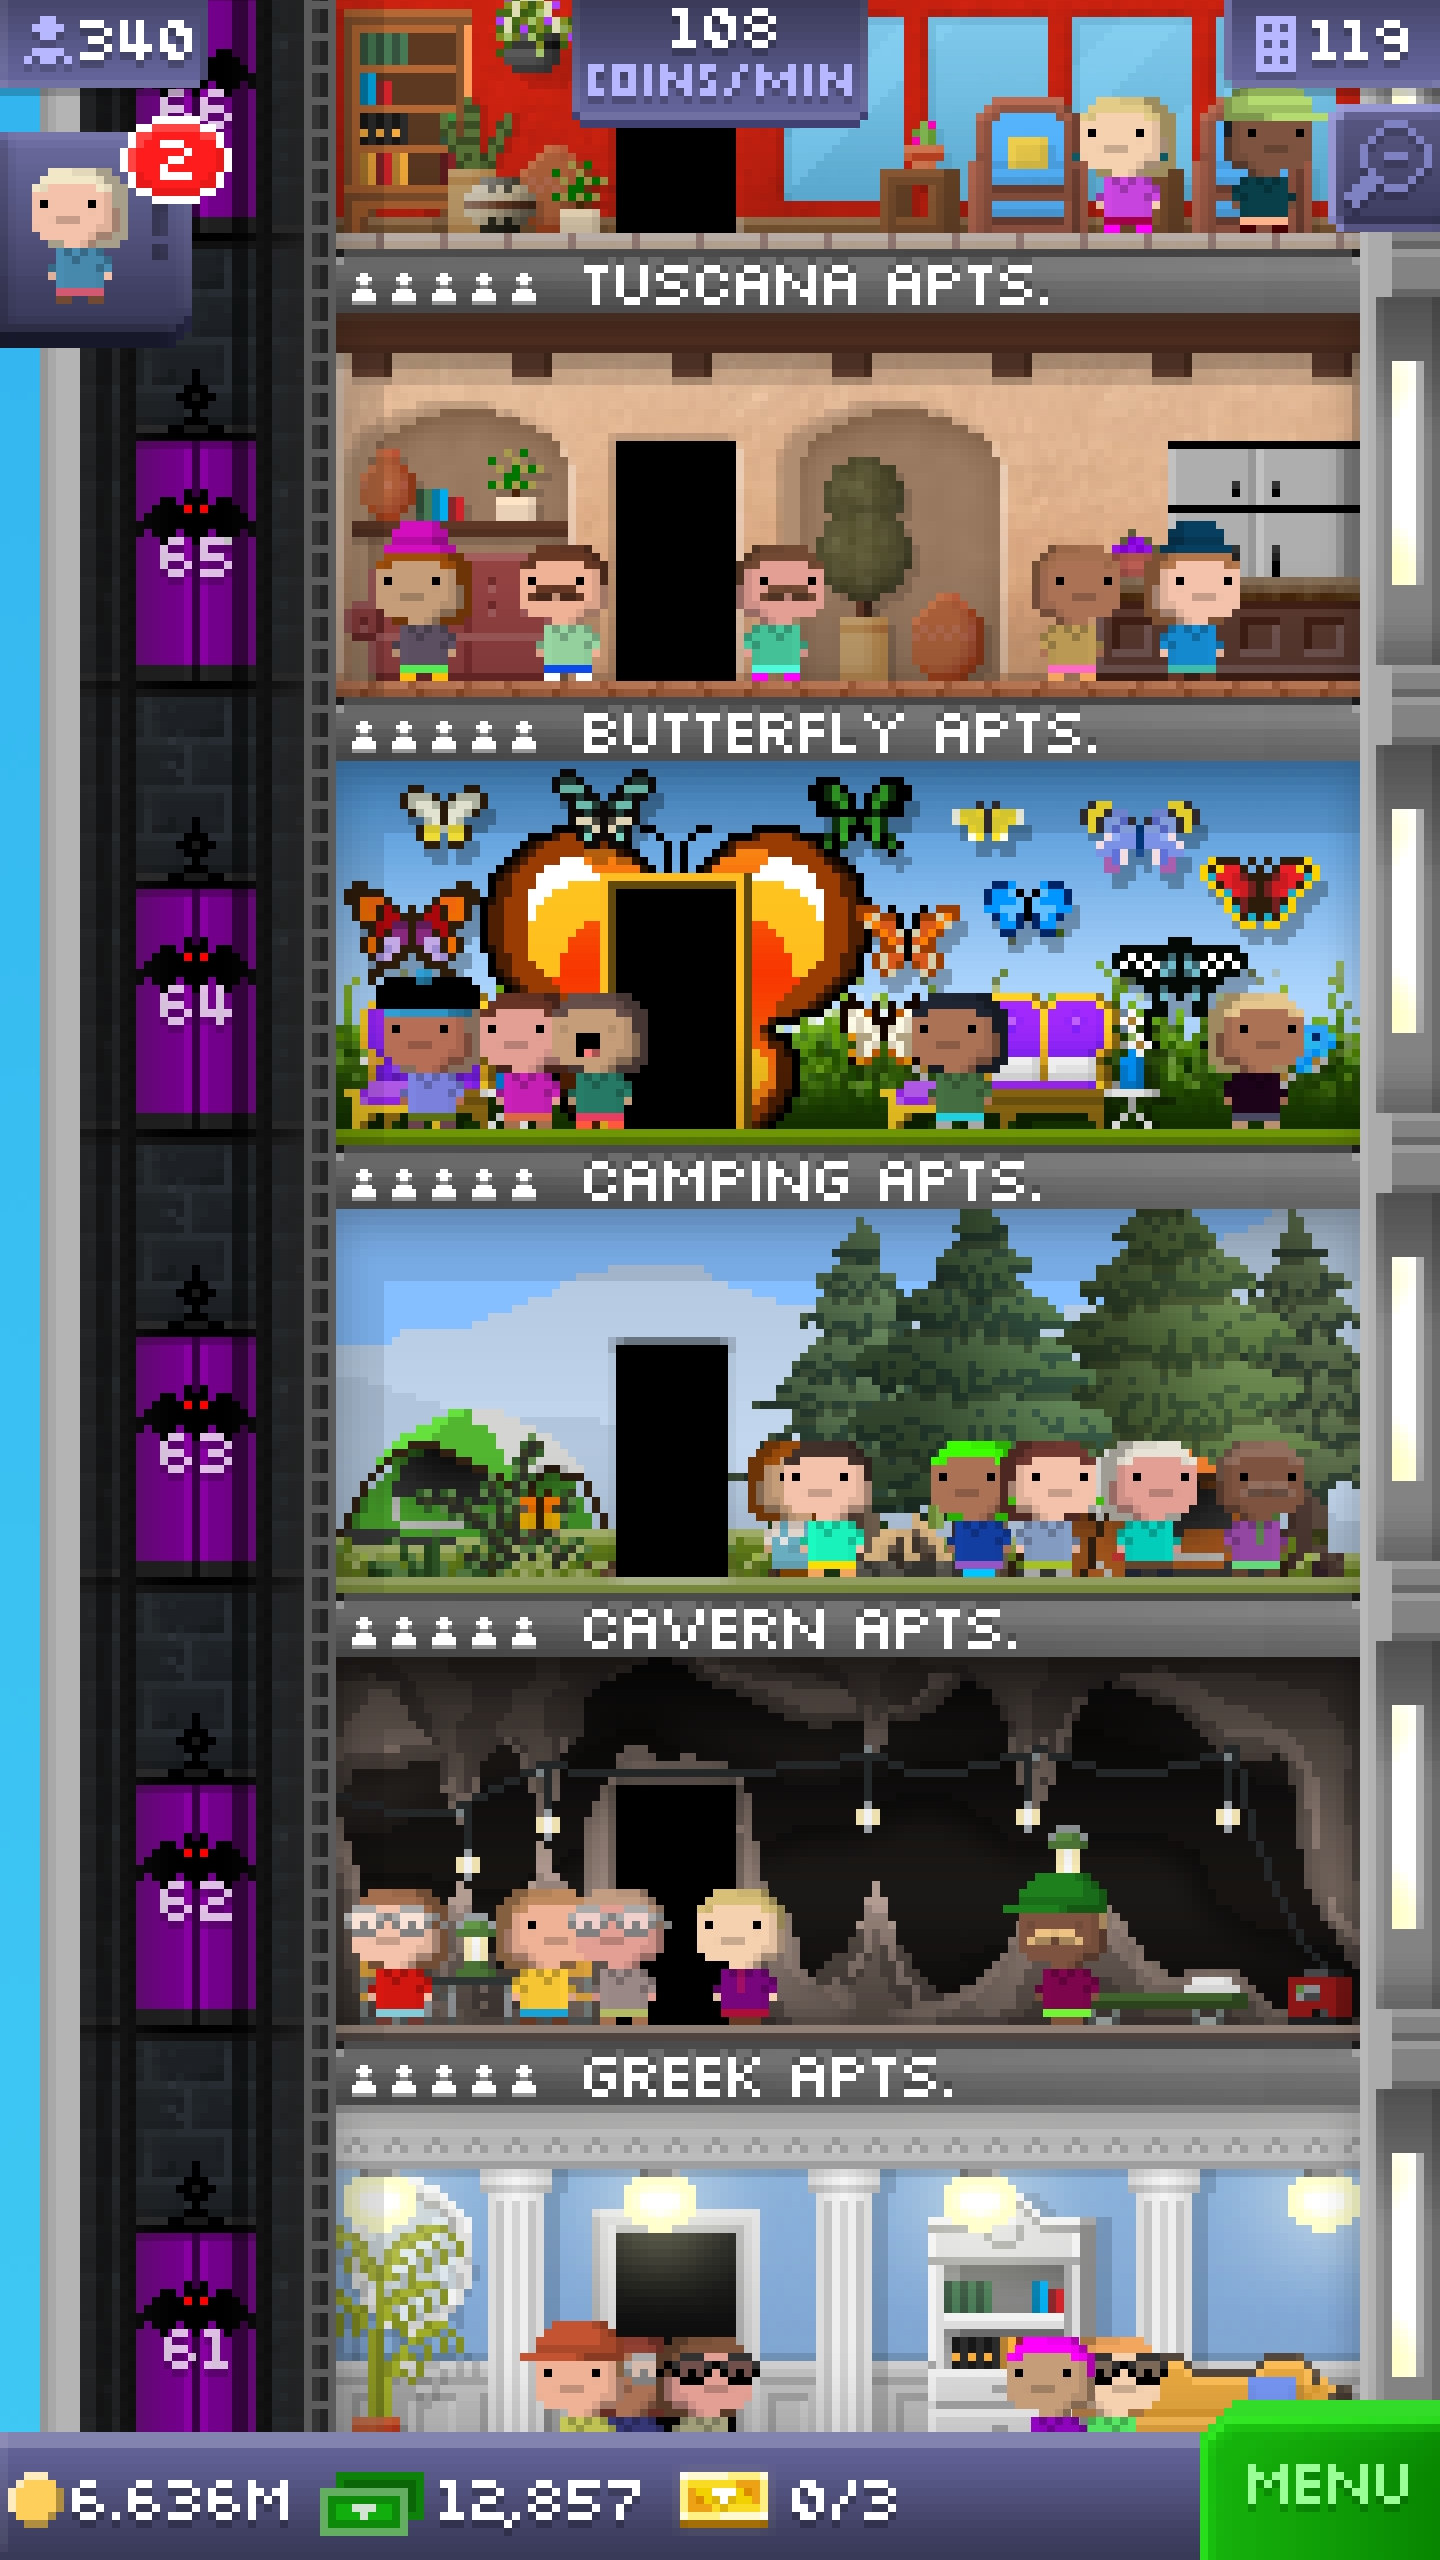 340
108
COINS/MIN
119
66
2
TUSCANA APTS.
65
BUTTERFLY APTS.
64
CAMPING APTS.
63
CAVERN APTS.
62
GREEK APTS.
61
6.636M 12,857 0/3
MENU